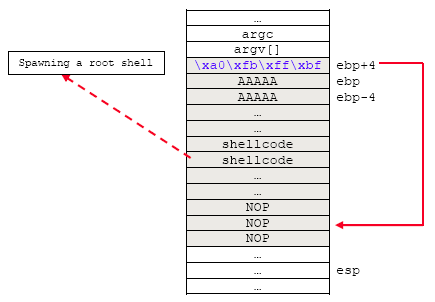 …
argc
argv[]
\xa0\xfb\xff\xbf ebp+4
Spawning a root shell
AAAAA ebp
AAAAA ebp-4
…
…
shellcode
shellcode
…
…
NOP
NOP
NOP
…
… esp
…